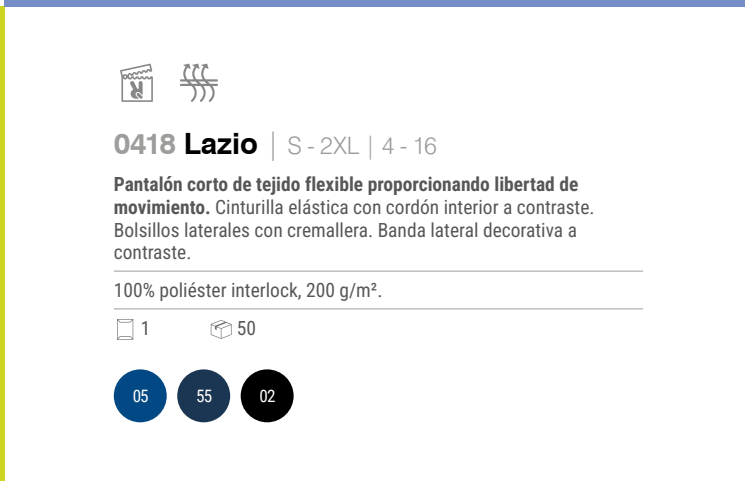 0418 Lazio | S - 2XL | 4 - 16
Pantalón corto de tejido flexible proporcionando libertad de
movimiento. Cinturilla elástica con cordón interior a contraste.
Bolsillos laterales con cremallera. Banda lateral decorativa a
contraste.
100% poliéster interlock, 200 g/m².
1 50
05 55 02